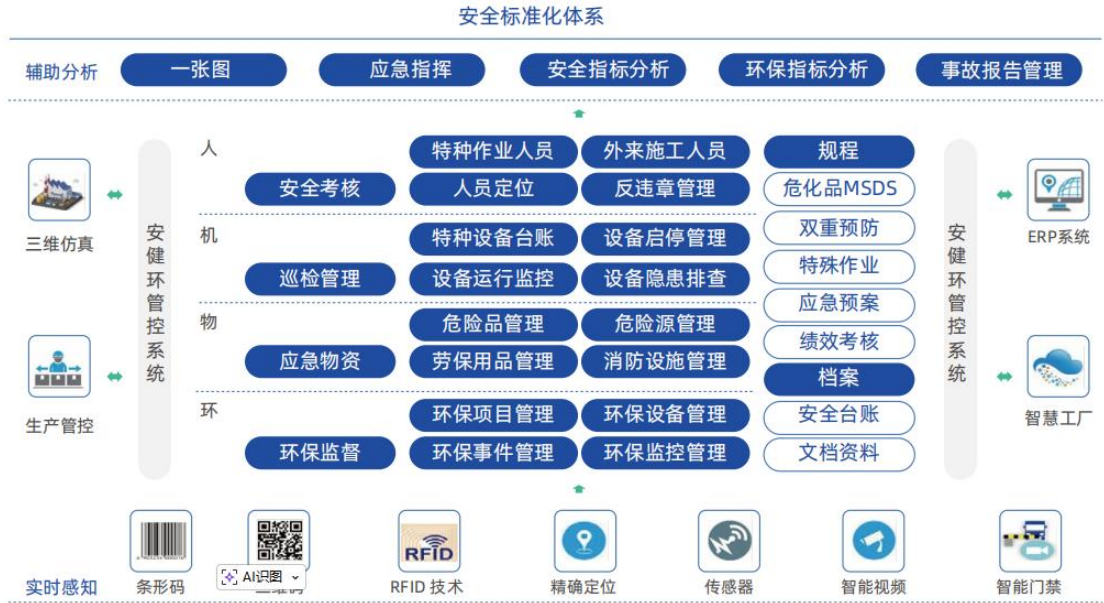 安全标准化体系
辅助分析
一张图
应急指挥
安全指标分析
环保指标分析
事故报告管理
三维仿真
生产管控
安健环管控系统
人
特种作业人员
外来施工人员
安全考核
人员定位
反违章管理
机
特种设备台账
设备启停管理
巡检管理
设备运行监控
设备隐患排查
物
危险品管理
危险源管理
应急物资
劳保用品管理
消防设施管理
环
环保项目管理
环保设备管理
环保监督
环保事件管理
环保监控管理
规程
危化品MSDS
双重预防
特殊作业
应急预案
绩效考核
档案
安全台账
文档资料
安健环管控系统
ERP系统
智慧工厂
实时感知
条形码
AI识图
RFID
RFID 技术
精确定位
传感器
智能视频
智能门禁